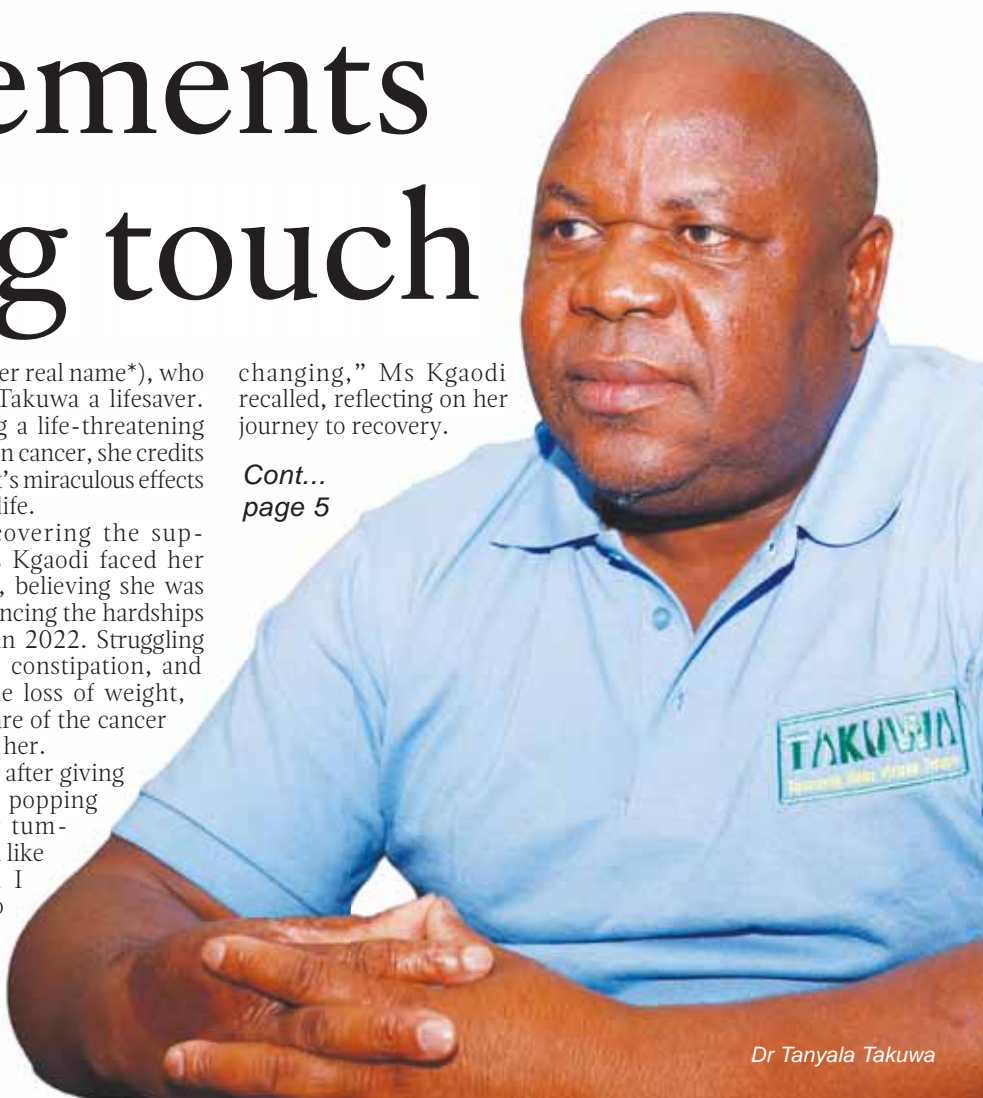 ements
g touch
er real name*), who
Takuwa a lifesaver.
g a life-threatening
n cancer, she credits
t’s miraculous effects
life.
covering the sup-
s Kgaodi faced her
, believing she was
ncing the hardships
in 2022. Struggling
constipation, and
e loss of weight,
are of the cancer
her.
after giving
popping
tum-
like
I
changing,” Ms Kgaodi
recalled, reflecting on her
journey to recovery.
Cont...
page 5
TAKUWA
Dr Tanyala Takuwa